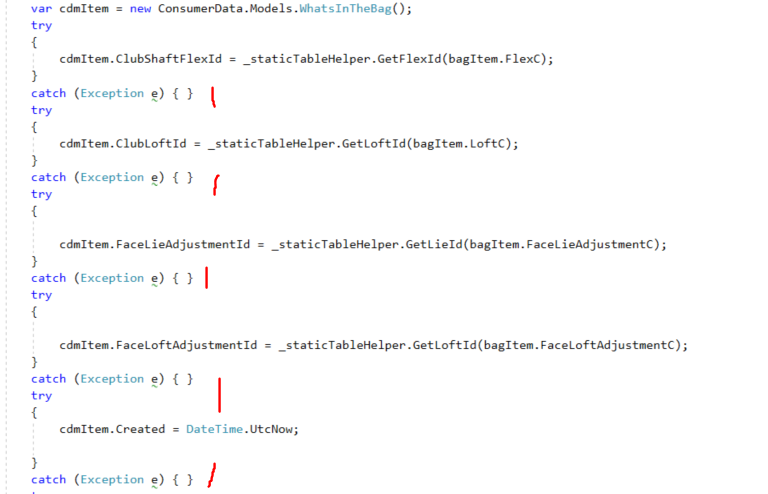 var cdmItem = new ConsumerData.Models.WhatsInTheBag();
try
{
cdmItem.ClubShaftFlexId = _staticTableHelper.GetFlexId(bagItem.FlexC);
}
catch (Exception e) { }
try
{
cdmItem.ClubLoftId = _staticTableHelper.GetLoftId(bagItem.LoftC);
}
catch (Exception e) { }
try
{
cdmItem.FaceLieAdjustmentId = _staticTableHelper.GetLieId(bagItem.FaceLieAdjustmentC);
}
catch (Exception e) { }
try
{
cdmItem.FaceLoftAdjustmentId = _staticTableHelper.GetLoftId(bagItem.FaceLoftAdjustmentC);
}
catch (Exception e) { }
try
{
cdmItem.Created = DateTime.UtcNow;
}
catch (Exception e) { }